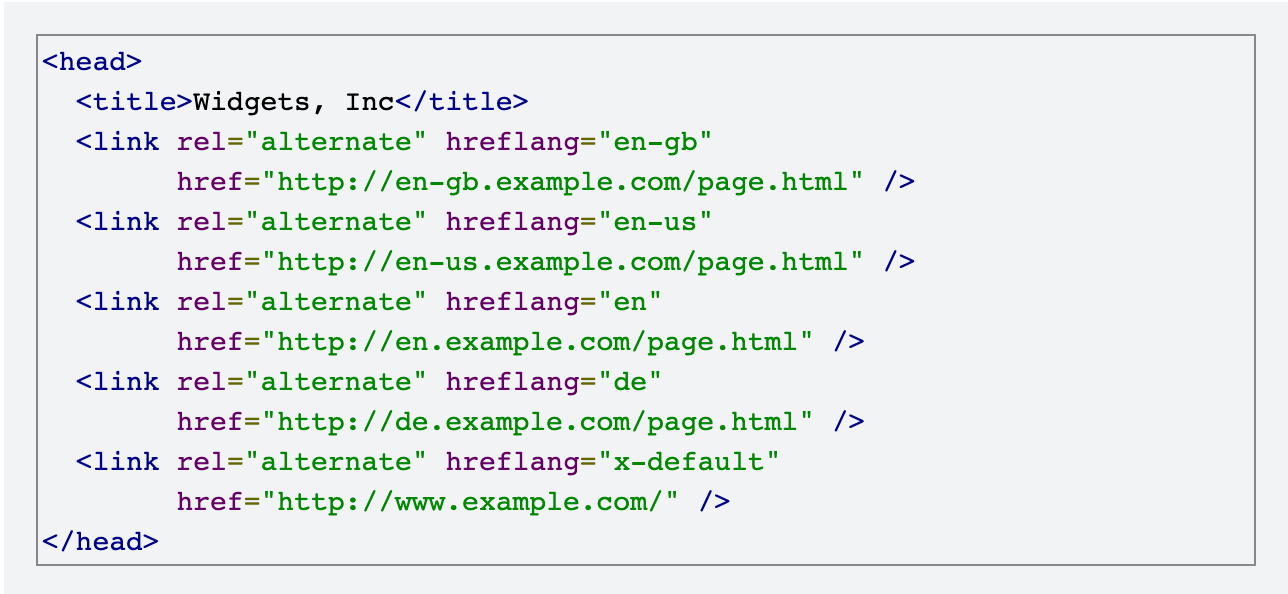 <head>
  <title>Widgets, Inc</title>
  <link rel="alternate" hreflang="en-gb"
        href="http://en-gb.example.com/page.html" />
  <link rel="alternate" hreflang="en-us"
        href="http://en-us.example.com/page.html" />
  <link rel="alternate" hreflang="en"
        href="http://en.example.com/page.html" />
  <link rel="alternate" hreflang="de"
        href="http://de.example.com/page.html" />
  <link rel="alternate" hreflang="x-default"
        href="http://www.example.com/" />
</head>